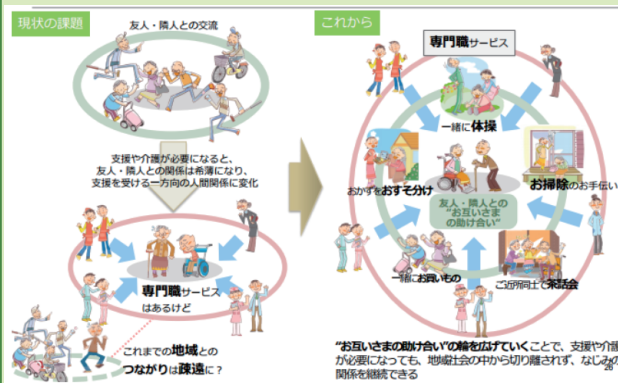 現状の課題
友人・隣人との交流
支援や介護が必要になると、
友人・隣人との関係は希薄になり、
支援を受ける一方向の人間関係に変化
専門職サービス
はあるけど
これまでの地域との
つながりは疎遠に?
これから
専門職サービス
一緒に体操
おかずをおすそ分け
お掃除のお手伝い
友人・隣人との
"お互いさま
の助け合い"
一緒にお買いもの
ご近所同士で茶話会
"お互いさまの助け合い"の輪を広げていくことで、支援や介護
が必要になっても、地域社会の中から切り離されず、なじみの
関係を継続できる
26